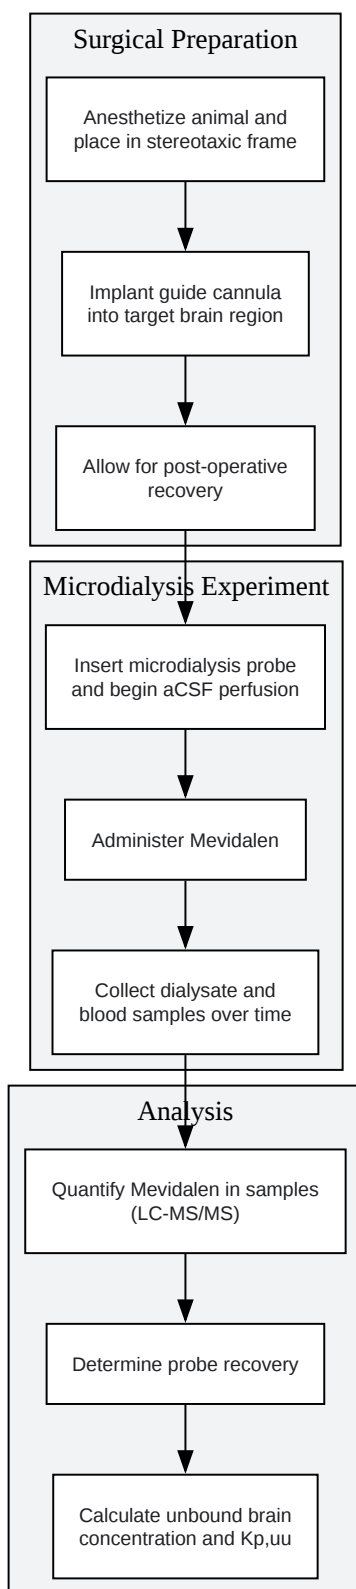 Surgical Preparation
Anesthetize animal and
place in stereotaxic frame
Implant guide cannula
into target brain region
Allow for post-operative
recovery
Microdialysis Experiment
Insert microdialysis probe
and begin aCSF perfusion
Administer Mevidalen
Collect dialysate and
blood samples over time
Analysis
Quantify Mevidalen in samples
(LC-MS/MS)
Determine probe recovery
Calculate unbound brain
concentration and Kp,uu